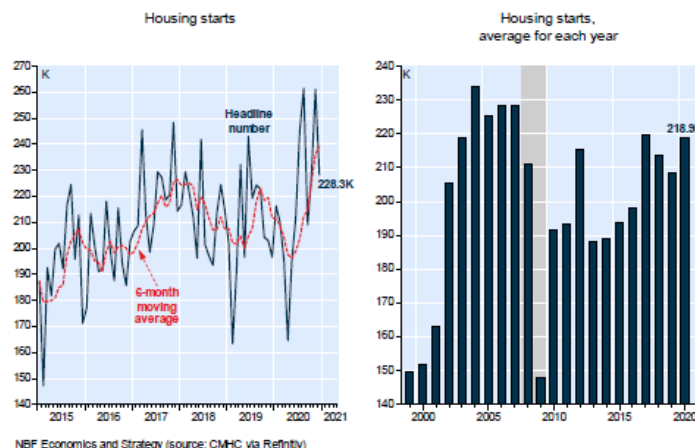 Housing starts
270
K
260
250
240
230
220
210
200
190
180
170
160
150
140
Headline
number
228.3K
6-month
moving
average
2015 2016 2017 2018 2019 2020 2021
Housing starts,
average for each year
240
K
230
220
210
200
190
180
170
160
150
140
218.9
2000 2005 2010 2015 2020
NBF Economics and Strategy (source: CMHC via Refinitiv)